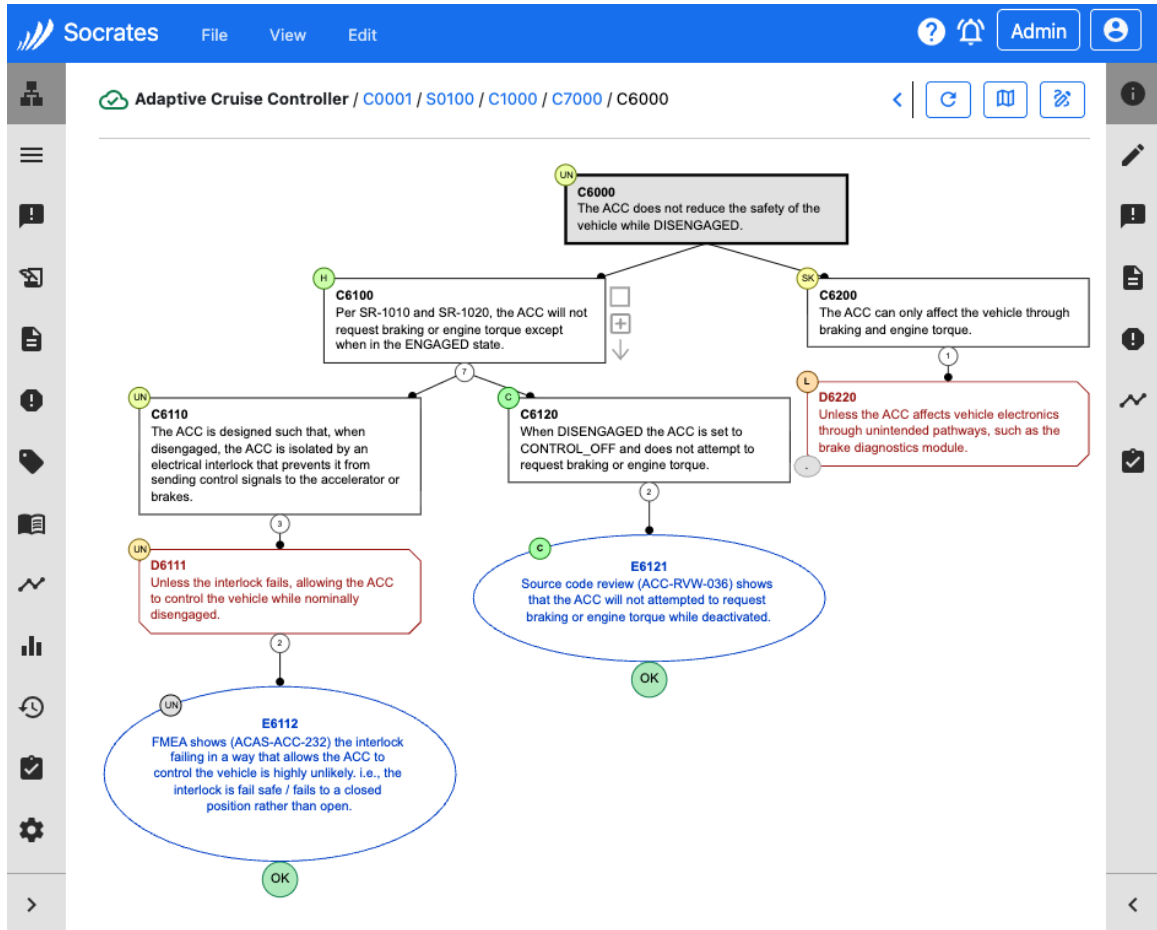 Socrates File View Edit Admin
Adaptive Cruise Controller / C0001 / S0100 / C1000 / C7000 / C6000
UN
C6000
The ACC does not reduce the safety of the
vehicle while DISENGAGED.
H
C6100
Per SR-1010 and SR-1020, the ACC will not
request braking or engine torque except
when in the ENGAGED state.
7
SK
C6200
The ACC can only affect the vehicle through
braking and engine torque.
1
UN
C6110
The ACC is designed such that, when
disengaged, the ACC is isolated by an
electrical interlock that prevents it from
sending control signals to the accelerator or
brakes.
3
C
C6120
When DISENGAGED the ACC is set to
CONTROL_OFF and does not attempt to
request braking or engine torque.
2
L
D6220
Unless the ACC affects vehicle electronics
through unintended pathways, such as the
brake diagnostics module.
.
UN
D6111
Unless the interlock fails, allowing the ACC
to control the vehicle while nominally
disengaged.
2
C
E6121
Source code review (ACC-RVW-036) shows
that the ACC will not attempted to request
braking or engine torque while deactivated.
OK
UN
E6112
FMEA shows (ACAS-ACC-232) the interlock
failing in a way that allows the ACC to
control the vehicle is highly unlikely. i.e., the
interlock is fail safe / fails to a closed
position rather than open.
OK